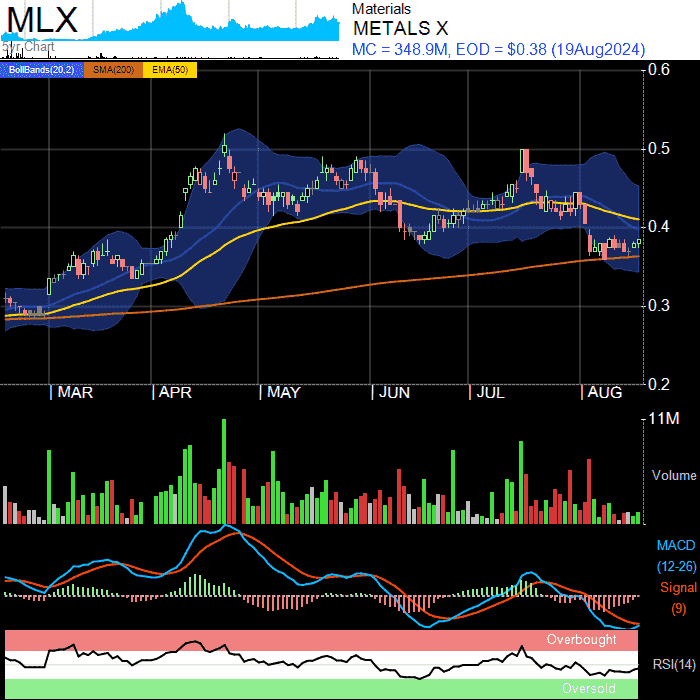 MLX
5yr Chart
Materials
METALS X
MC = 348.9M, EOD = $0.38 (19Aug2024)
BollBands(20,2) SMA(200) EMA(50)
0.6
0.5
0.4
0.3
0.2
MAR APR MAY JUN JUL AUG
11M
Volume
MACD
(12-26)
Signal
(9)
Overbought
RSI(14)
Oversold